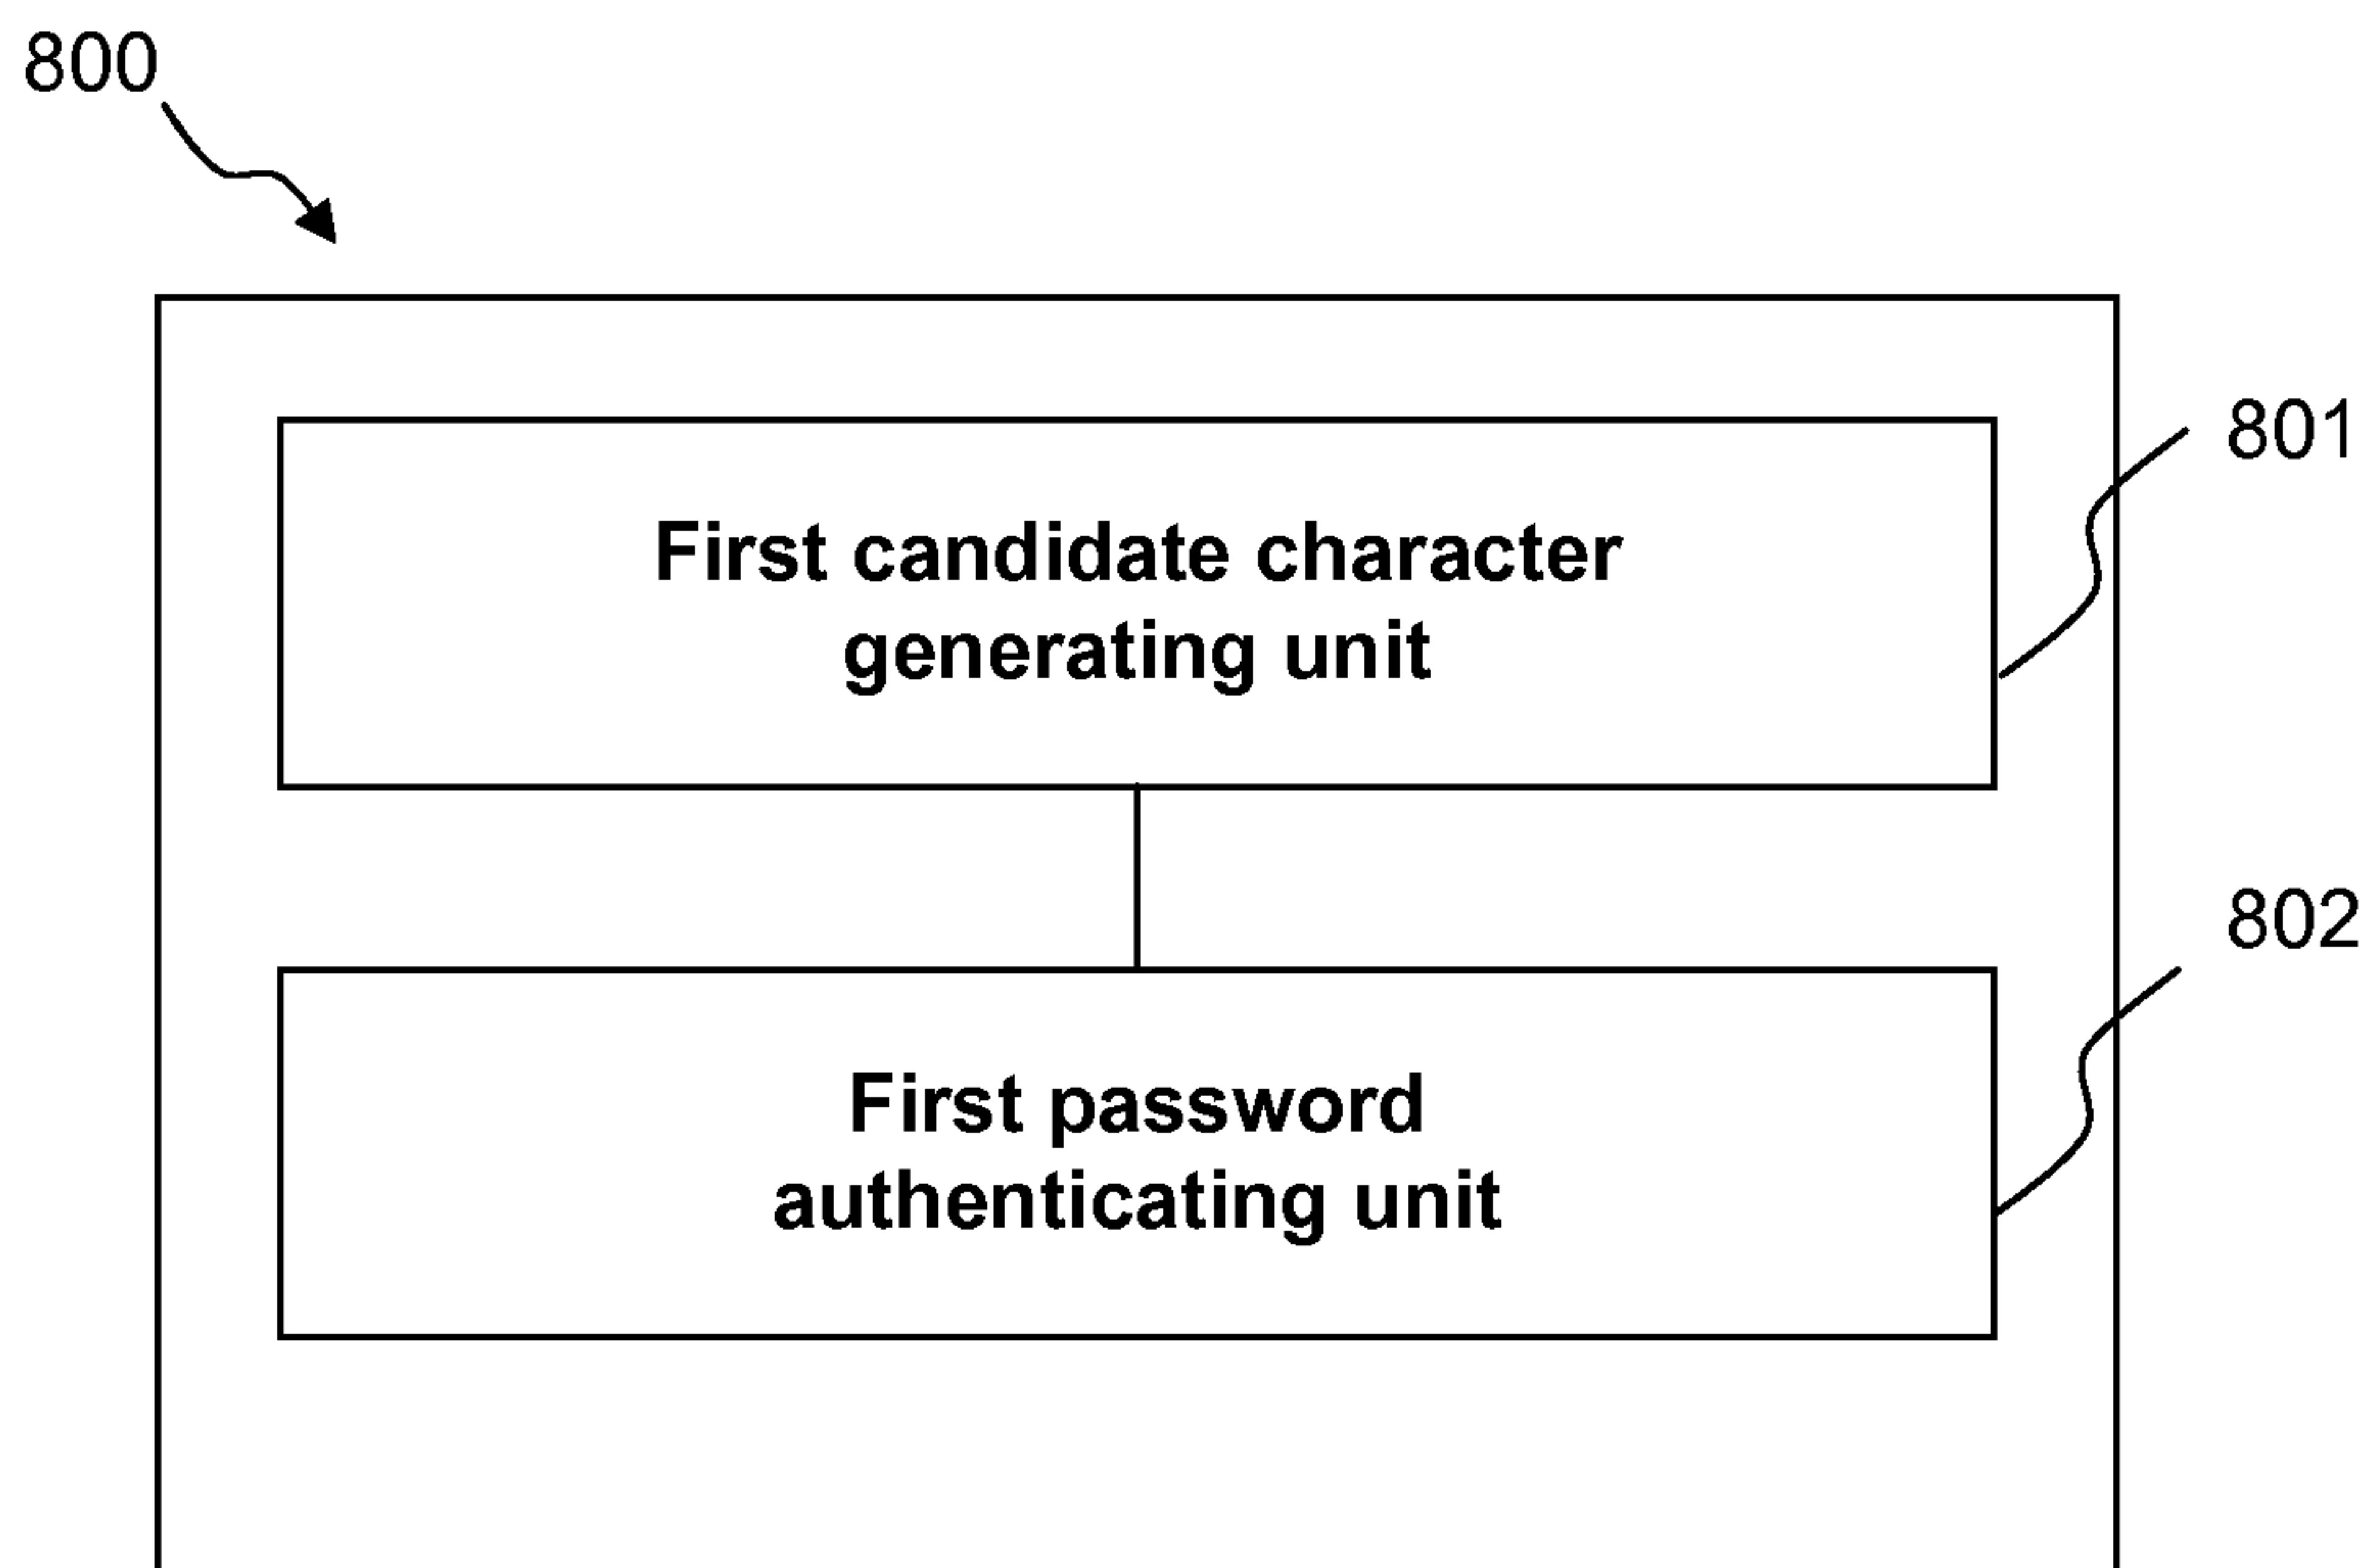 800
801
First candidate character
generating unit
802
First password
authenticating unit